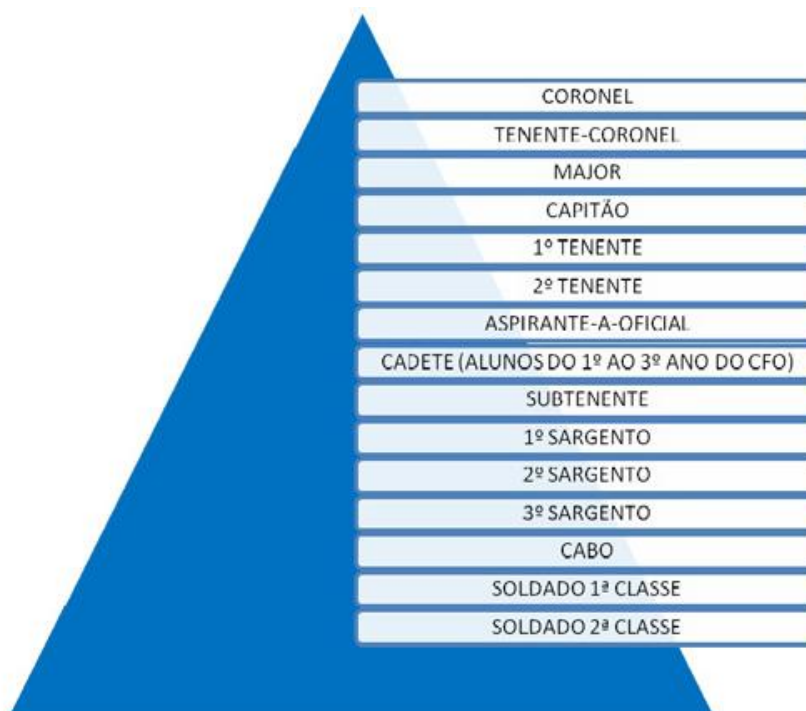 CORONEL
TENENTE-CORONEL
MAJOR
CAPITÃO
1º TENENTE
2º TENENTE
ASPIRANTE-A-OFICIAL
CADETE (ALUNOS DO 1º AO 3º ANO DO CFO)
SUBTENENTE
1º SARGENTO
2º SARGENTO
3º SARGENTO
CABO
SOLDADO 1ª CLASSE
SOLDADO 2ª CLASSE